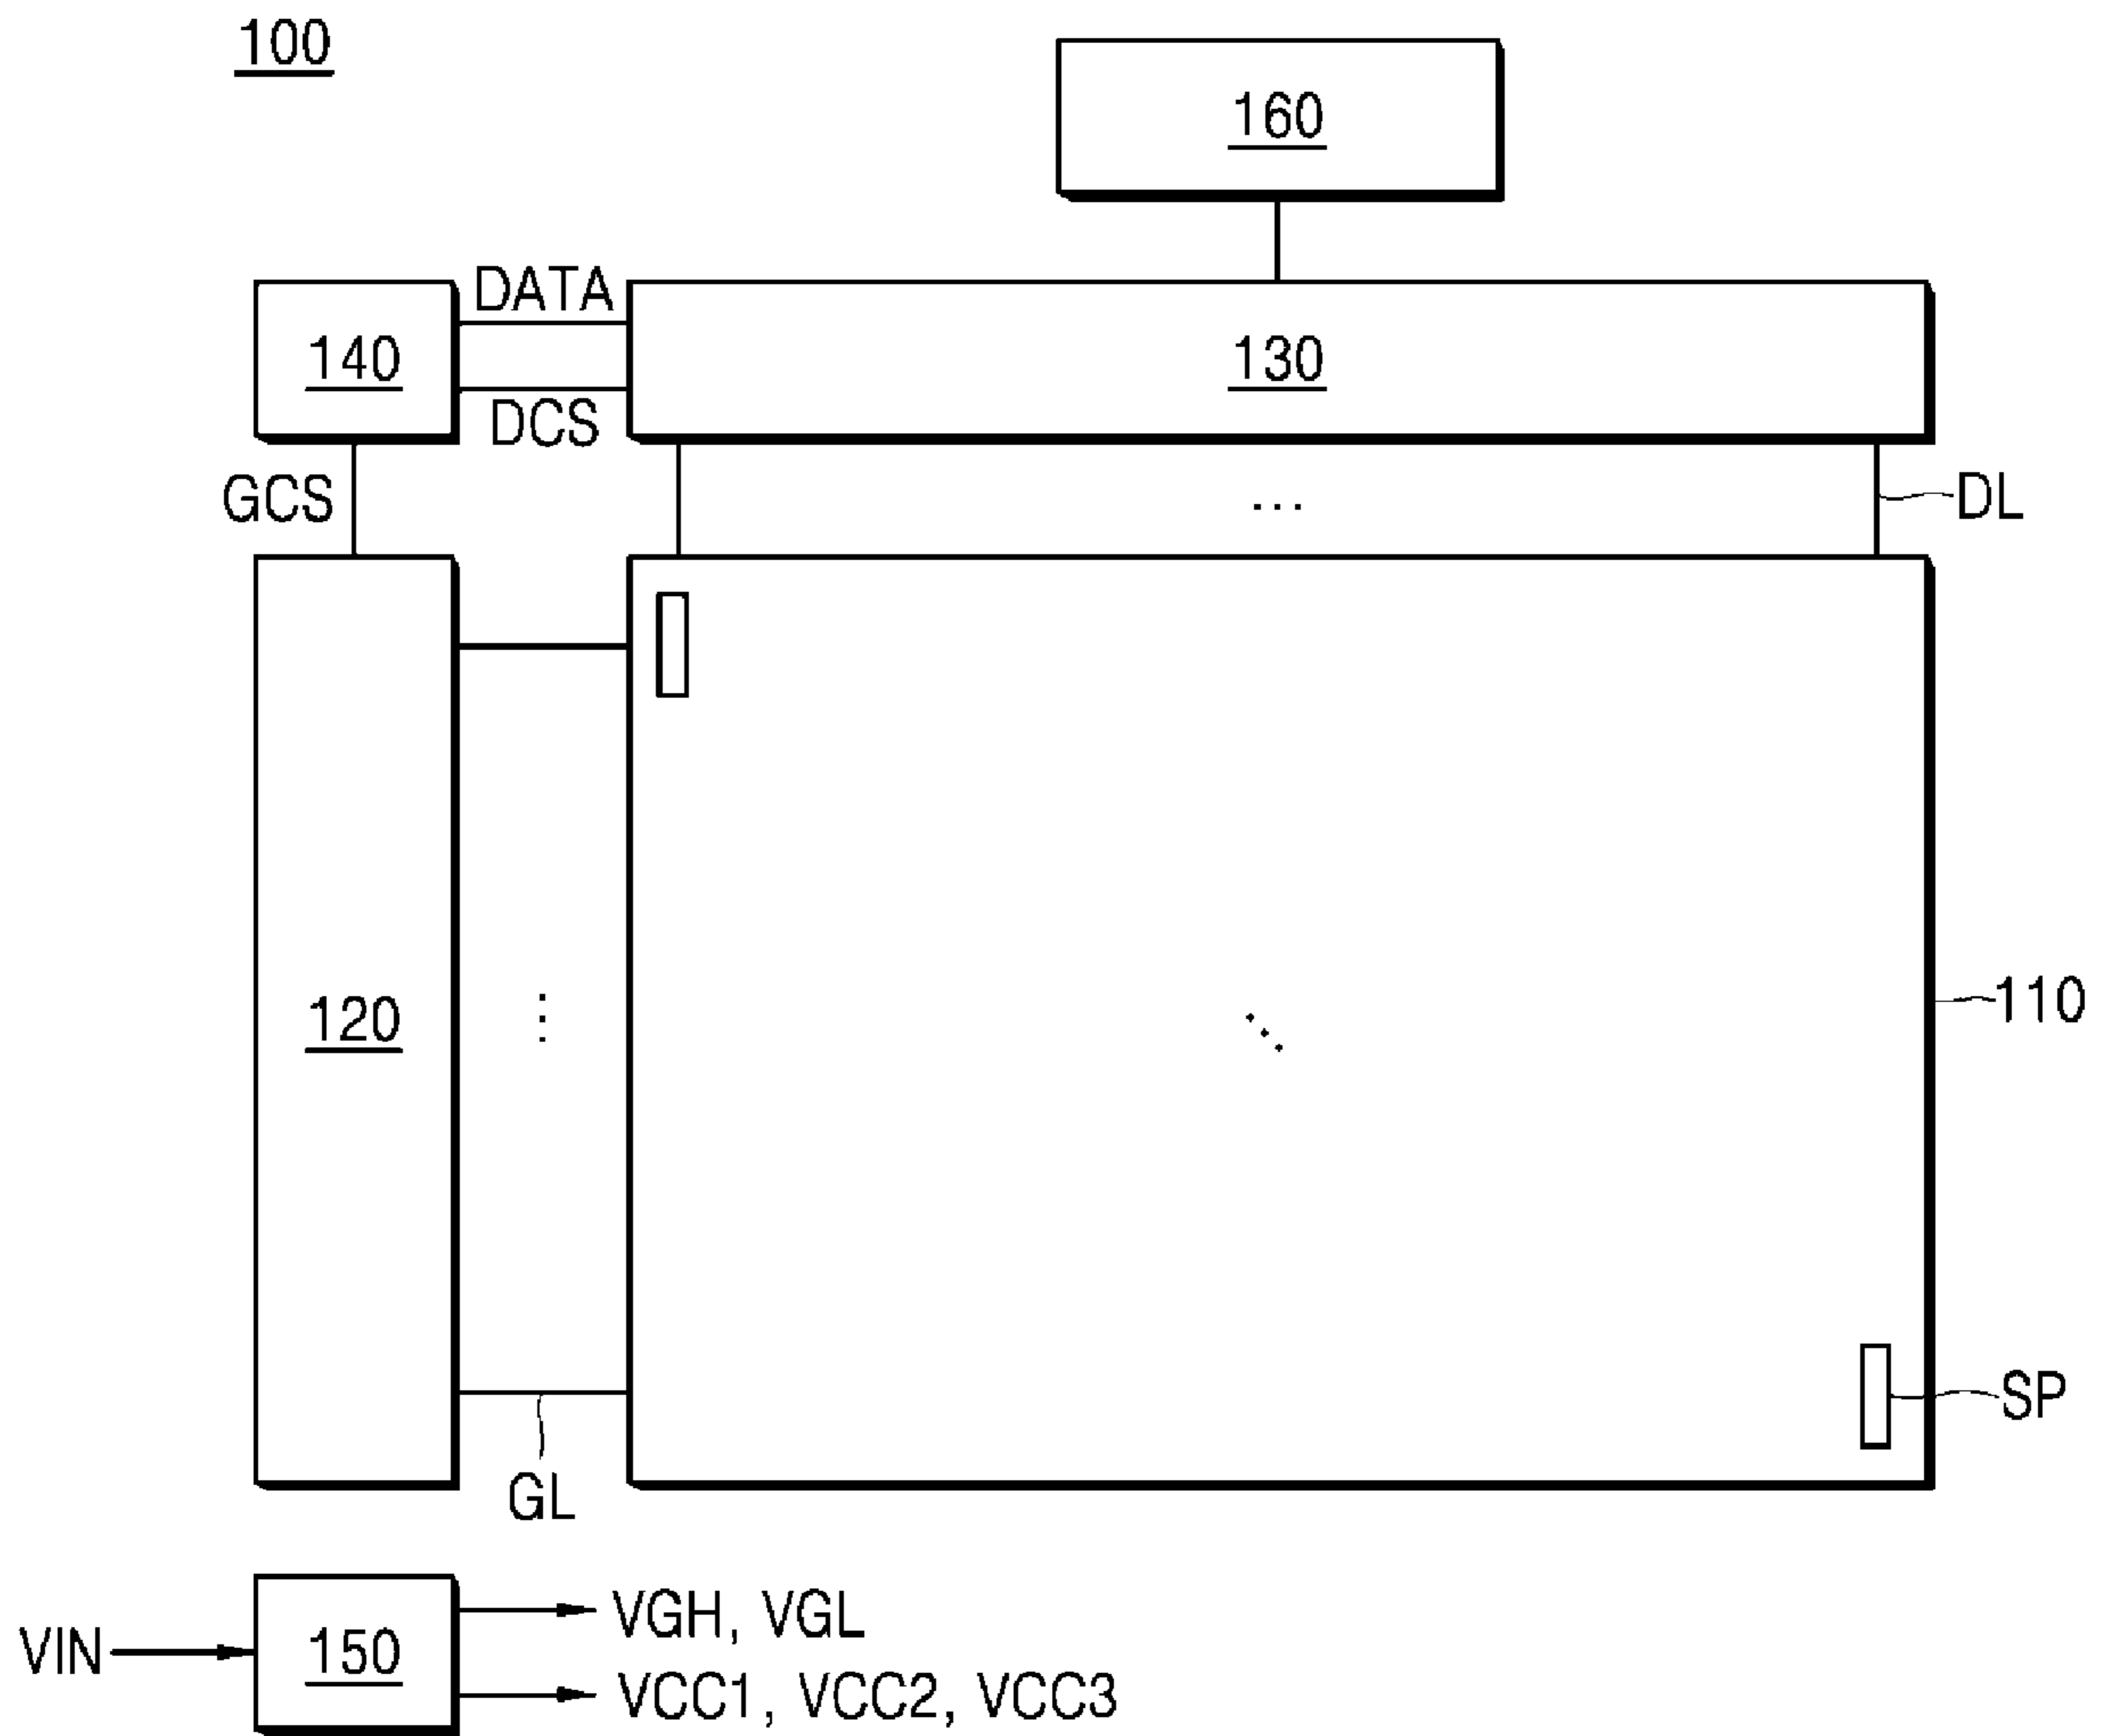 100
160
DATA
140
130
DCS
GCS
...
DL
120
110
SP
GL
VIN
150
VGH, VGL
VCC1, VCC2, VCC3